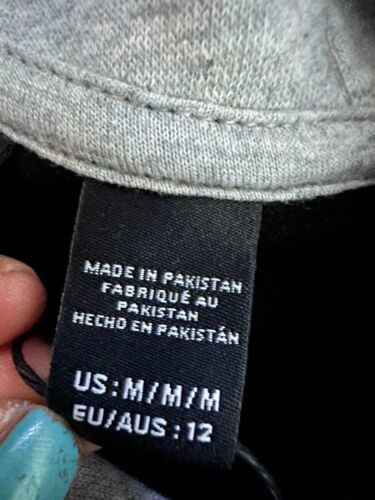 MADE IN PAKISTAN
FABRIQUÉ AU
PAKISTAN
HECHO EN PAKISTÁN
US:M/M/M
EU/AUS:12